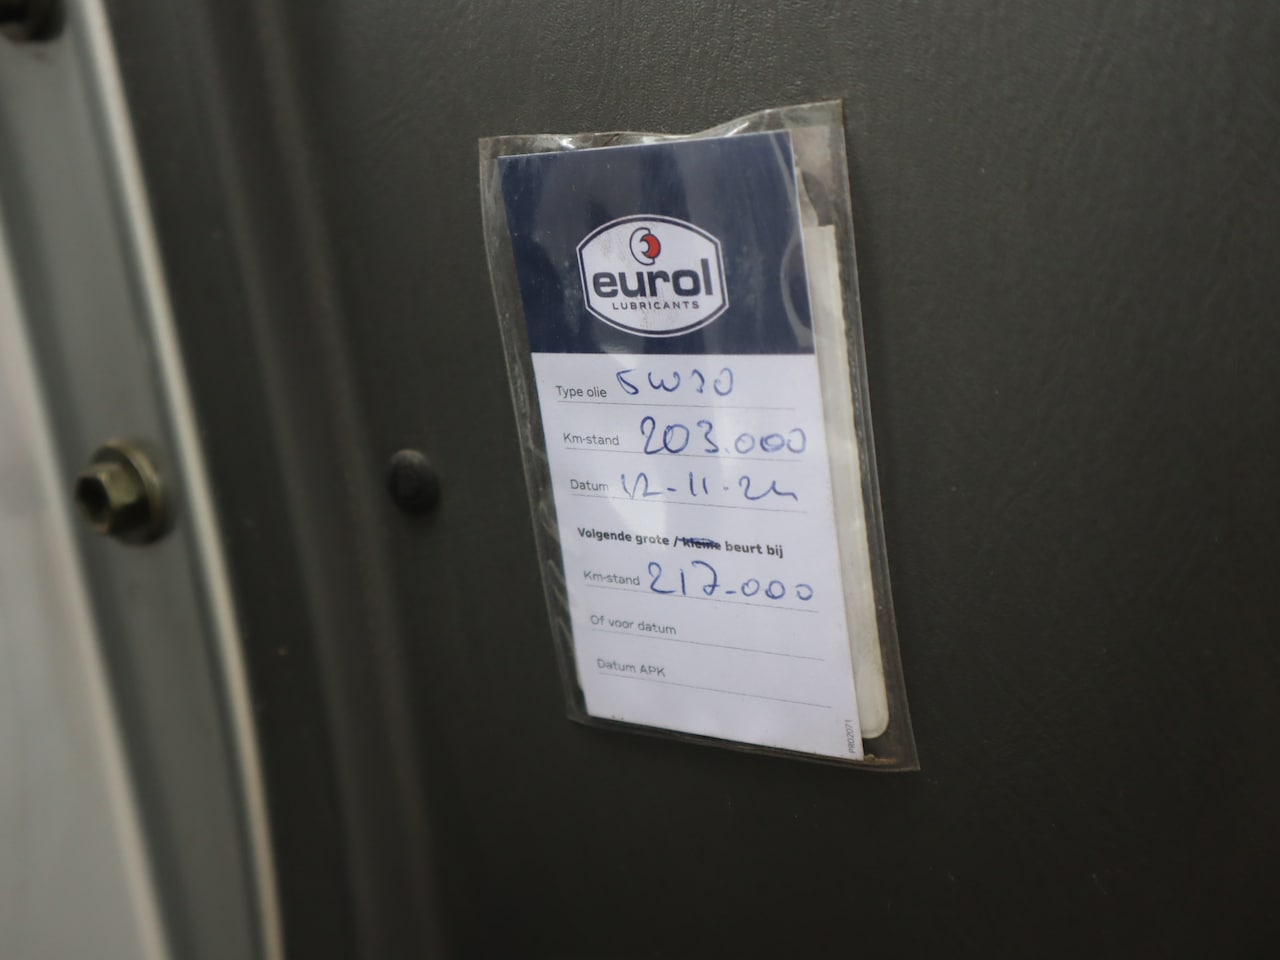 eurol
LUBRICANTS
Type olie 5W30
Km-stand 203.000
Datum 12-11-24
Volgende grote / kleine beurt bij
Km-stand 217-000
Of voor datum
Datum APK
PR02071